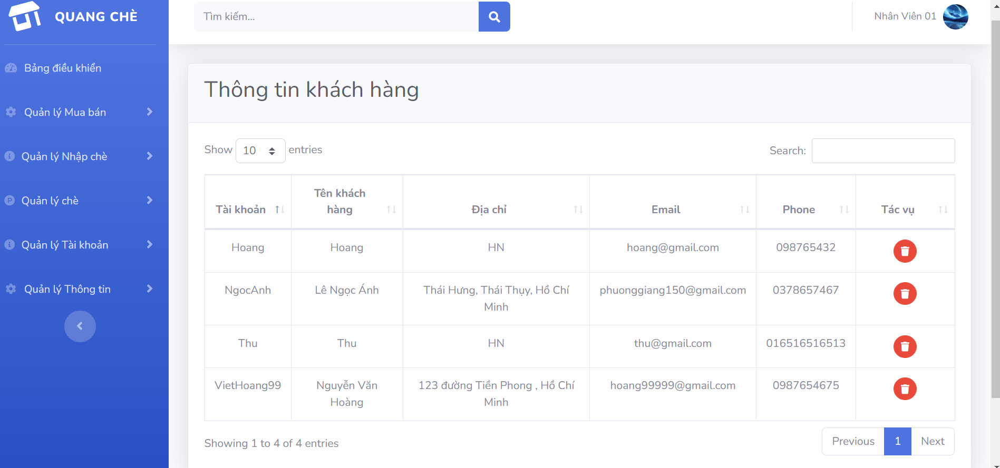 QUANG CHÈ
Tìm kiếm...
Nhân Viên 01
Bảng điều khiển
Quản lý Mua bán
Quản lý Nhập chè
P Quản lý chè
Quản lý Tài khoản
Quản lý Thông tin
Thông tin khách hàng
Show 10 entries
Search:
Tài khoản
Tên khách
hàng
Địa chỉ
Email
Phone
Tác vụ
Hoang
Hoang
HN
hoang@gmail.com
098765432
NgocAnh
Lê Ngọc Ánh
Thái Hưng, Thái Thụy, Hồ Chí
Minh
phuonggiang150@gmail.com
0378657467
Thu
Thu
HN
thu@gmail.com
016516516513
VietHoang99
Nguyễn Văn
Hoàng
123 đường Tiền Phong , Hồ Chí
Minh
hoang99999@gmail.com
0987654675
Showing 1 to 4 of 4 entries
Previous 1 Next